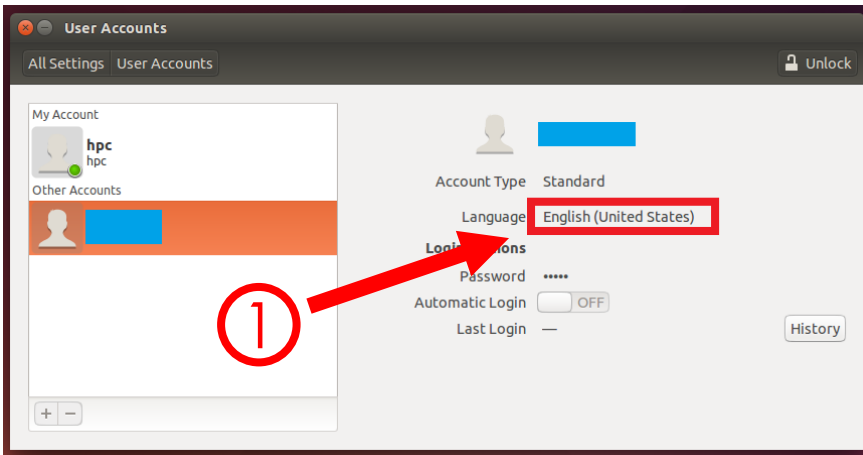 User Accounts
All Settings User Accounts
Unlock
My Account
hpc
hpc
Other Accounts
Account Type Standard
Language English (United States)
Password •••••
Automatic Login OFF
Last Login —
History
+ −
1